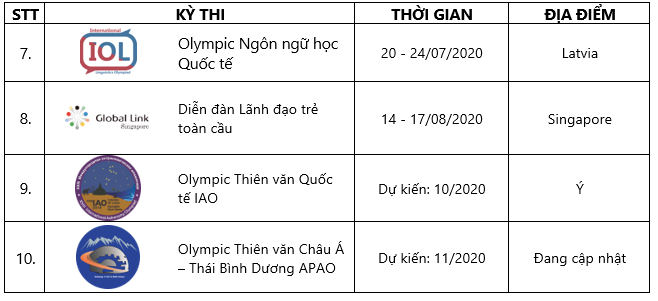 STT KỲ THI THỜI GIAN ĐỊA ĐIỂM
7. International IOL Linguistics Olympiad Olympic Ngôn ngữ học Quốc tế 20 - 24/07/2020 Latvia
8. Global Link Singapore Diễn đàn Lãnh đạo trẻ toàn cầu 14 - 17/08/2020 Singapore
9. IAO Olympic Thiên văn Quốc tế IAO Dự kiến: 10/2020 Ý
10. Olympic Thiên văn Châu Á – Thái Bình Dương APAO Dự kiến: 11/2020 Đang cập nhật